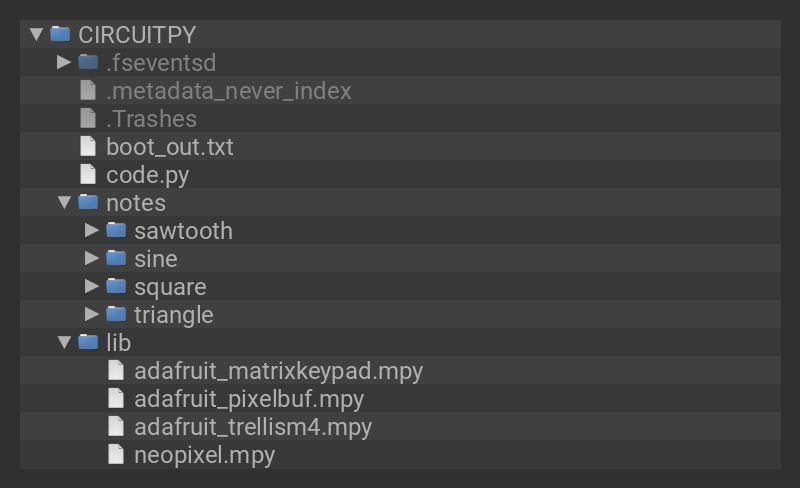 CIRCUITPY
.fseventsd
.metadata_never_index
.Trashes
boot_out.txt
code.py
notes
sawtooth
sine
square
triangle
lib
adafruit_matrixkeypad.mpy
adafruit_pixelbuf.mpy
adafruit_trellism4.mpy
neopixel.mpy